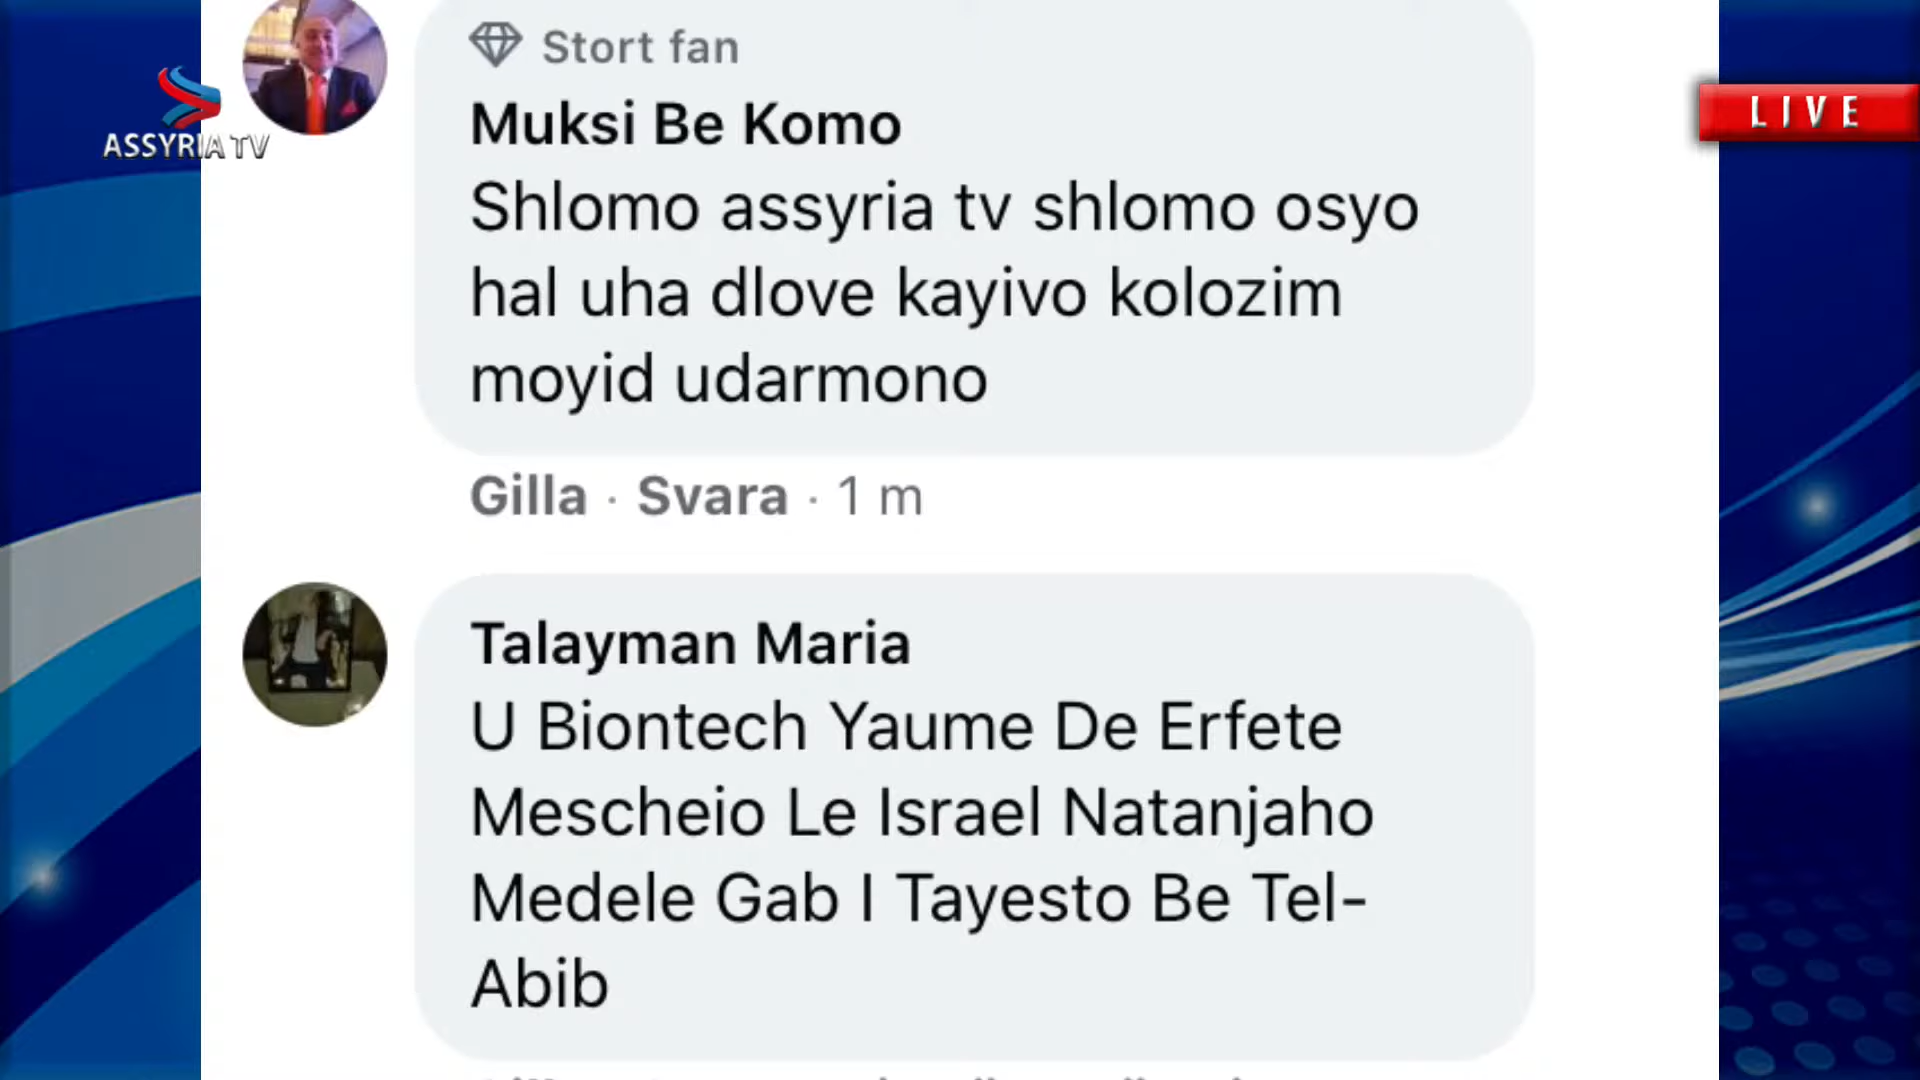 ASSYRIA TV
LIVE
Stort fan
Muksi Be Komo
Shlomo assyria tv shlomo osyo
hal uha dlove kayivo kolozim
moyid udarmono
Gilla · Svara · 1 m
Talayman Maria
U Biontech Yaume De Erfete
Mescheio Le Israel Natanjaho
Medele Gab I Tayesto Be Tel-
Abib